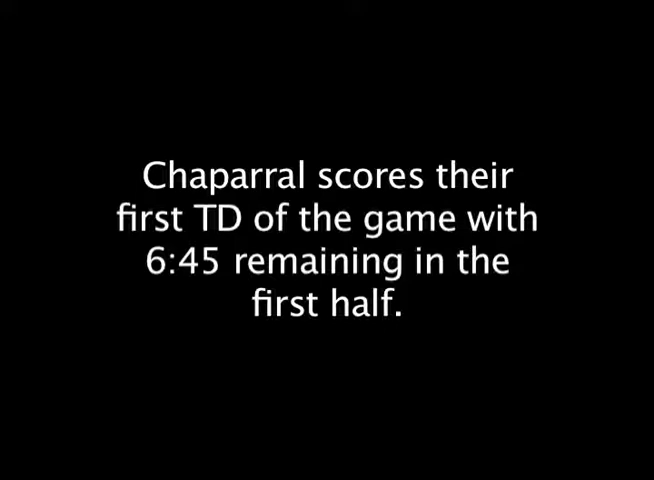 Chaparral scores their
first TD of the game with
6:45 remaining in the
first half.